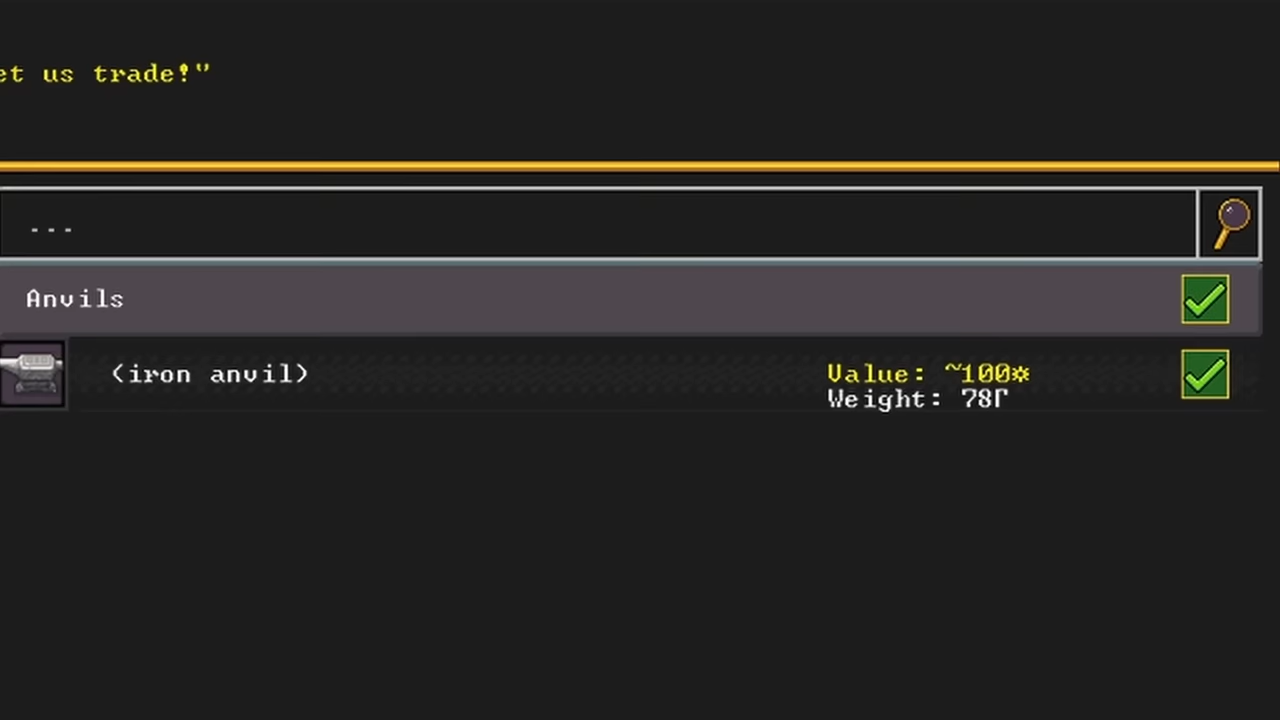 et us trade!"
...
Anvils
(iron anvil)
Value: ~100☼
Weight: 78Γ